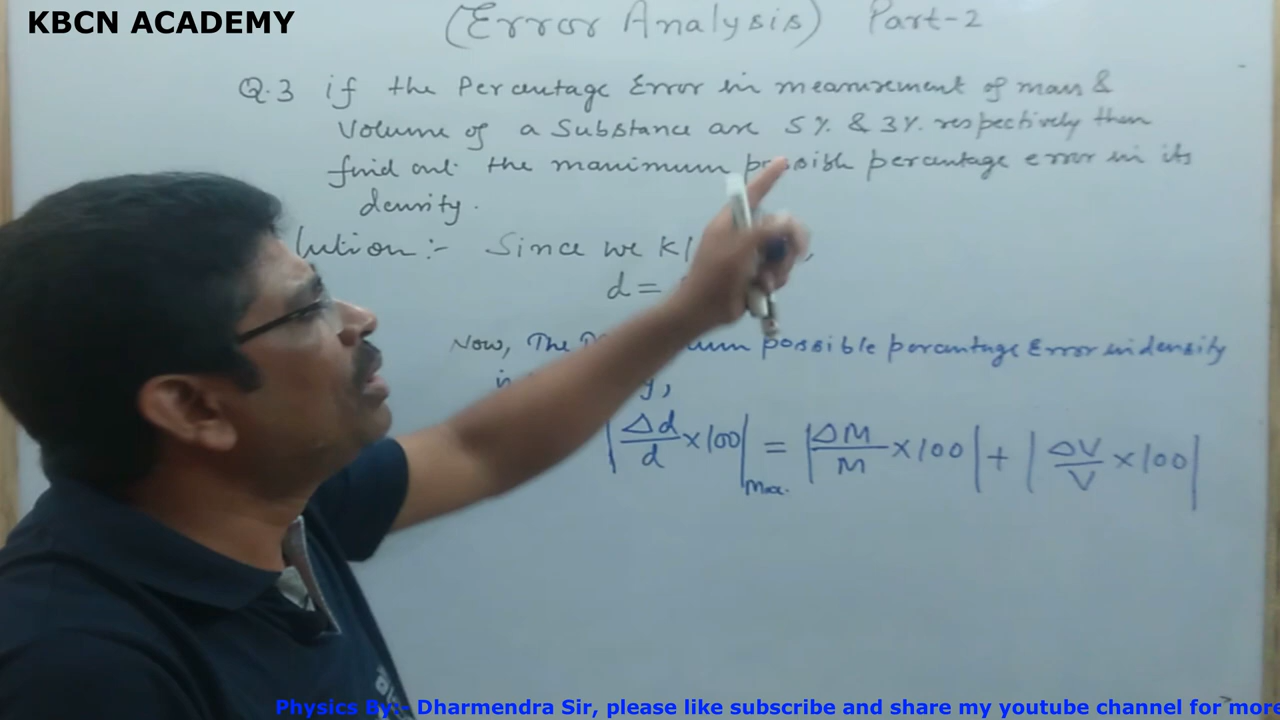 KBCN ACADEMY
(Error Analysis) Part-2
Q.3 if the Percentage Error in measurement of mass &
Volume of a Substance are 5% & 3% respectively then
find out the maximum possible percentage error in its
density.
lution :- Since we K
d =
Now, The possible percentage Error in density
| Δd/d × 100 |Max. = | ΔM/M × 100 | + | ΔV/V × 100 |
Physics By:- Dharmendra Sir, please like subscribe and share my youtube channel for more